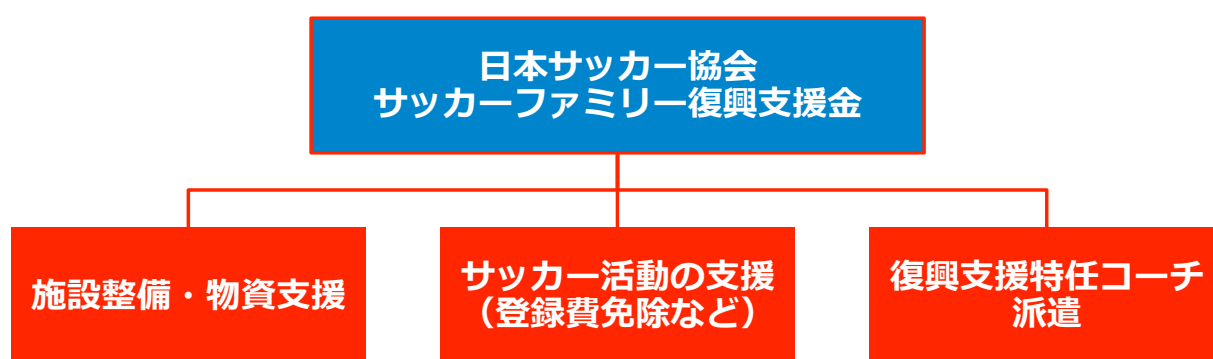 日本サッカー協会
サッカーファミリー復興支援金
施設整備・物資支援
サッカー活動の支援
（登録費免除など）
復興支援特任コーチ
派遣